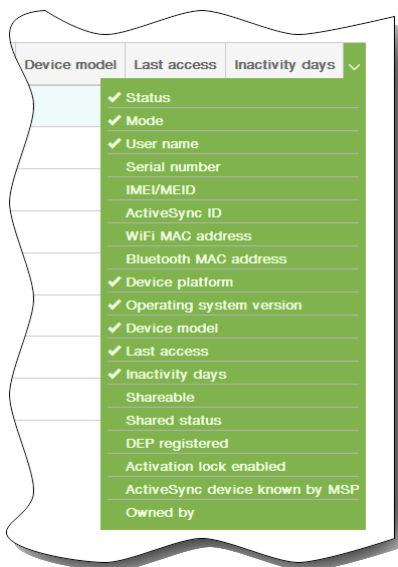 Device model Last access Inactivity days
Status
Mode
User name
Serial number
IMEI/MEID
ActiveSync ID
WiFi MAC address
Bluetooth MAC address
Device platform
Operating system version
Device model
Last access
Inactivity days
Shareable
Shared status
DEP registered
Activation lock enabled
ActiveSync device known by MSP
Owned by